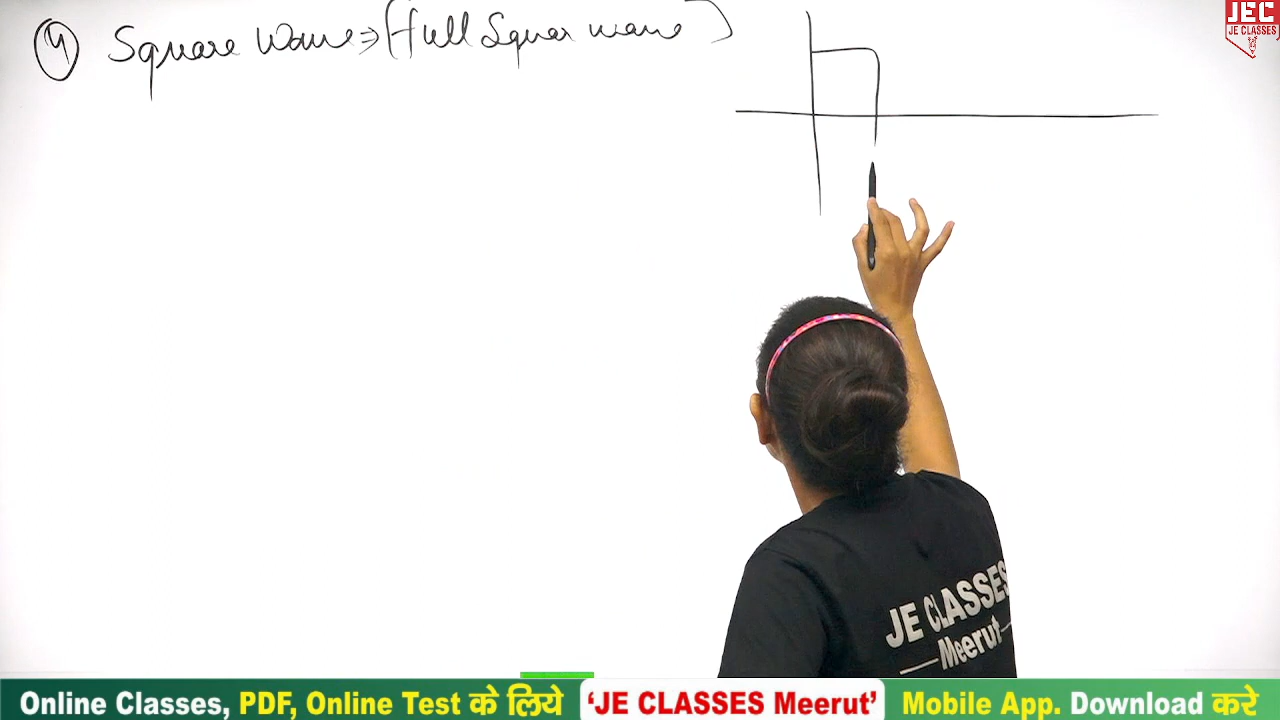 ④ Square Wave ⇒ [full Squar wave]
JEC
JE CLASSES
JE CLASSES
Meerut
Online Classes, PDF, Online Test के लिये 'JE CLASSES Meerut' Mobile App. Download करे